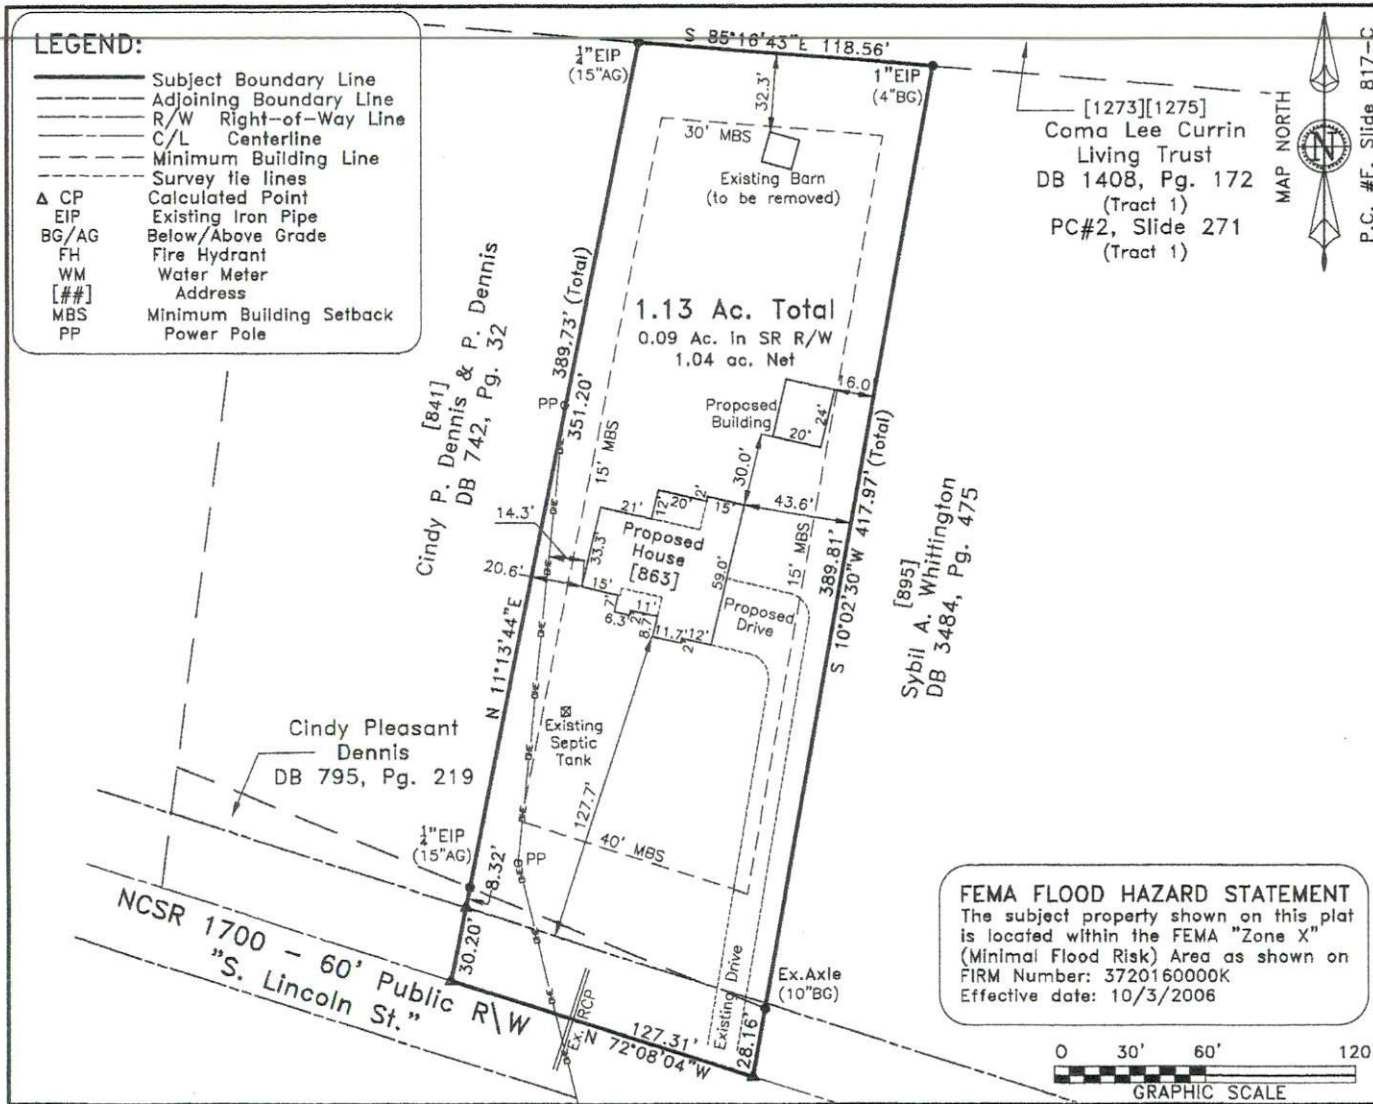 LEGEND:
Subject Boundary Line
Adjoining Boundary Line
R/W Right-of-Way Line
C/L Centerline
Minimum Building Line
Survey tie lines
CP Calculated Point
EIP Existing Iron Pipe
BG/AG Below/Above Grade
FH Fire Hydrant
WM Water Meter
[##] Address
MBS Minimum Building Setback
PP Power Pole
S 85°16'43"E 118.56'
1/4"EIP
(15"AG)
1"EIP
(4"BG)
32.3'
30' MBS
Existing Barn
(to be removed)
[1273][1275]
Coma Lee Currin
Living Trust
DB 1408, Pg. 172
(Tract 1)
PC#2, Slide 271
(Tract 1)
MAP NORTH
N
P.C. #F, Slide 817-C
1.13 Ac. Total
0.09 Ac. in SR R/W
1.04 ac. Net
[841]
Cindy P. Dennis & P. Dennis
DB 742, Pg. 32
389.73' (Total)
351.20'
PP
15' MBS
Proposed
Building
16.0
24'
20'
30.0'
43.6'
14.3'
20.6'
21'
12'
20'
2'
15'
33.3'
Proposed
House
[863]
59.0'
15'
7'
6.3'
11'
2'
8.7'
11.7'
12'
2'
Proposed
Drive
15' MBS
389.81'
S 10°02'30"W 417.97' (Total)
[895]
Sybil A. Whittington
DB 3484, Pg. 475
N 11°13'44"E
Existing
Septic
Tank
127.7'
Cindy Pleasant
Dennis
DB 795, Pg. 219
1/4"EIP
(15"AG)
8.32'
PP
40' MBS
30.20'
NCSR 1700 - 60' Public R\W
"S. Lincoln St."
Ex. RCP
127.31'
N 72°08'04"W
Existing Drive
28.16'
Ex.Axle
(10"BG)
FEMA FLOOD HAZARD STATEMENT
The subject property shown on this plat
is located within the FEMA "Zone X"
(Minimal Flood Risk) Area as shown on
FIRM Number: 3720160000K
Effective date: 10/3/2006
0 30' 60' 120
GRAPHIC SCALE